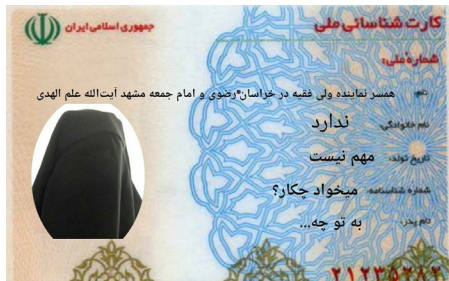 کارت شناسائی ملی
جمهوری اسلامی ایران
شماره ملی:
نام: همسر نماینده ولی فقیه در خراسان رضوی و امام جمعه مشهد آیت‌الله علم الهدی
نام خانوادگی: ندارد
تاریخ تولد: مهم نیست
شماره شناسنامه: میخواد چکار؟
نام پدر: به تو چه...